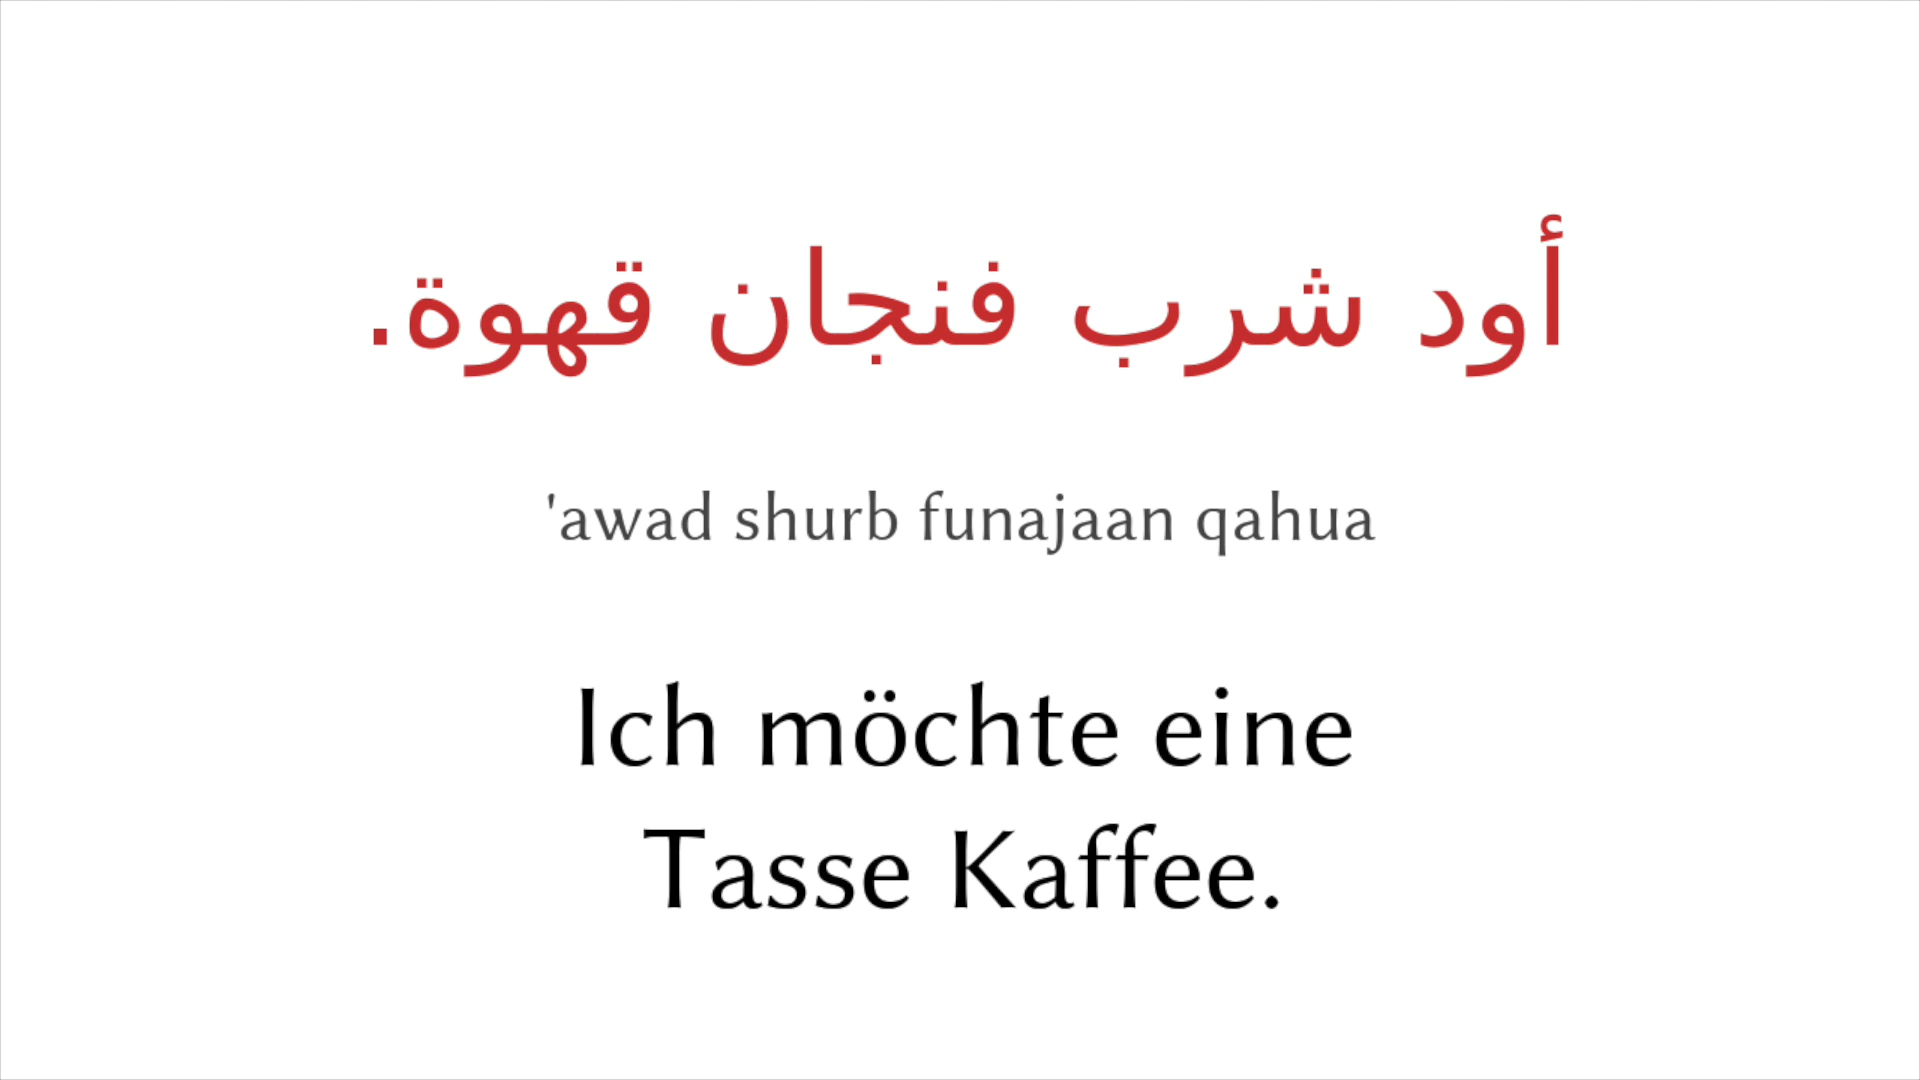 أود شرب فنجان قهوة.
'awad shurb funajaan qahua
Ich möchte eine
Tasse Kaffee.